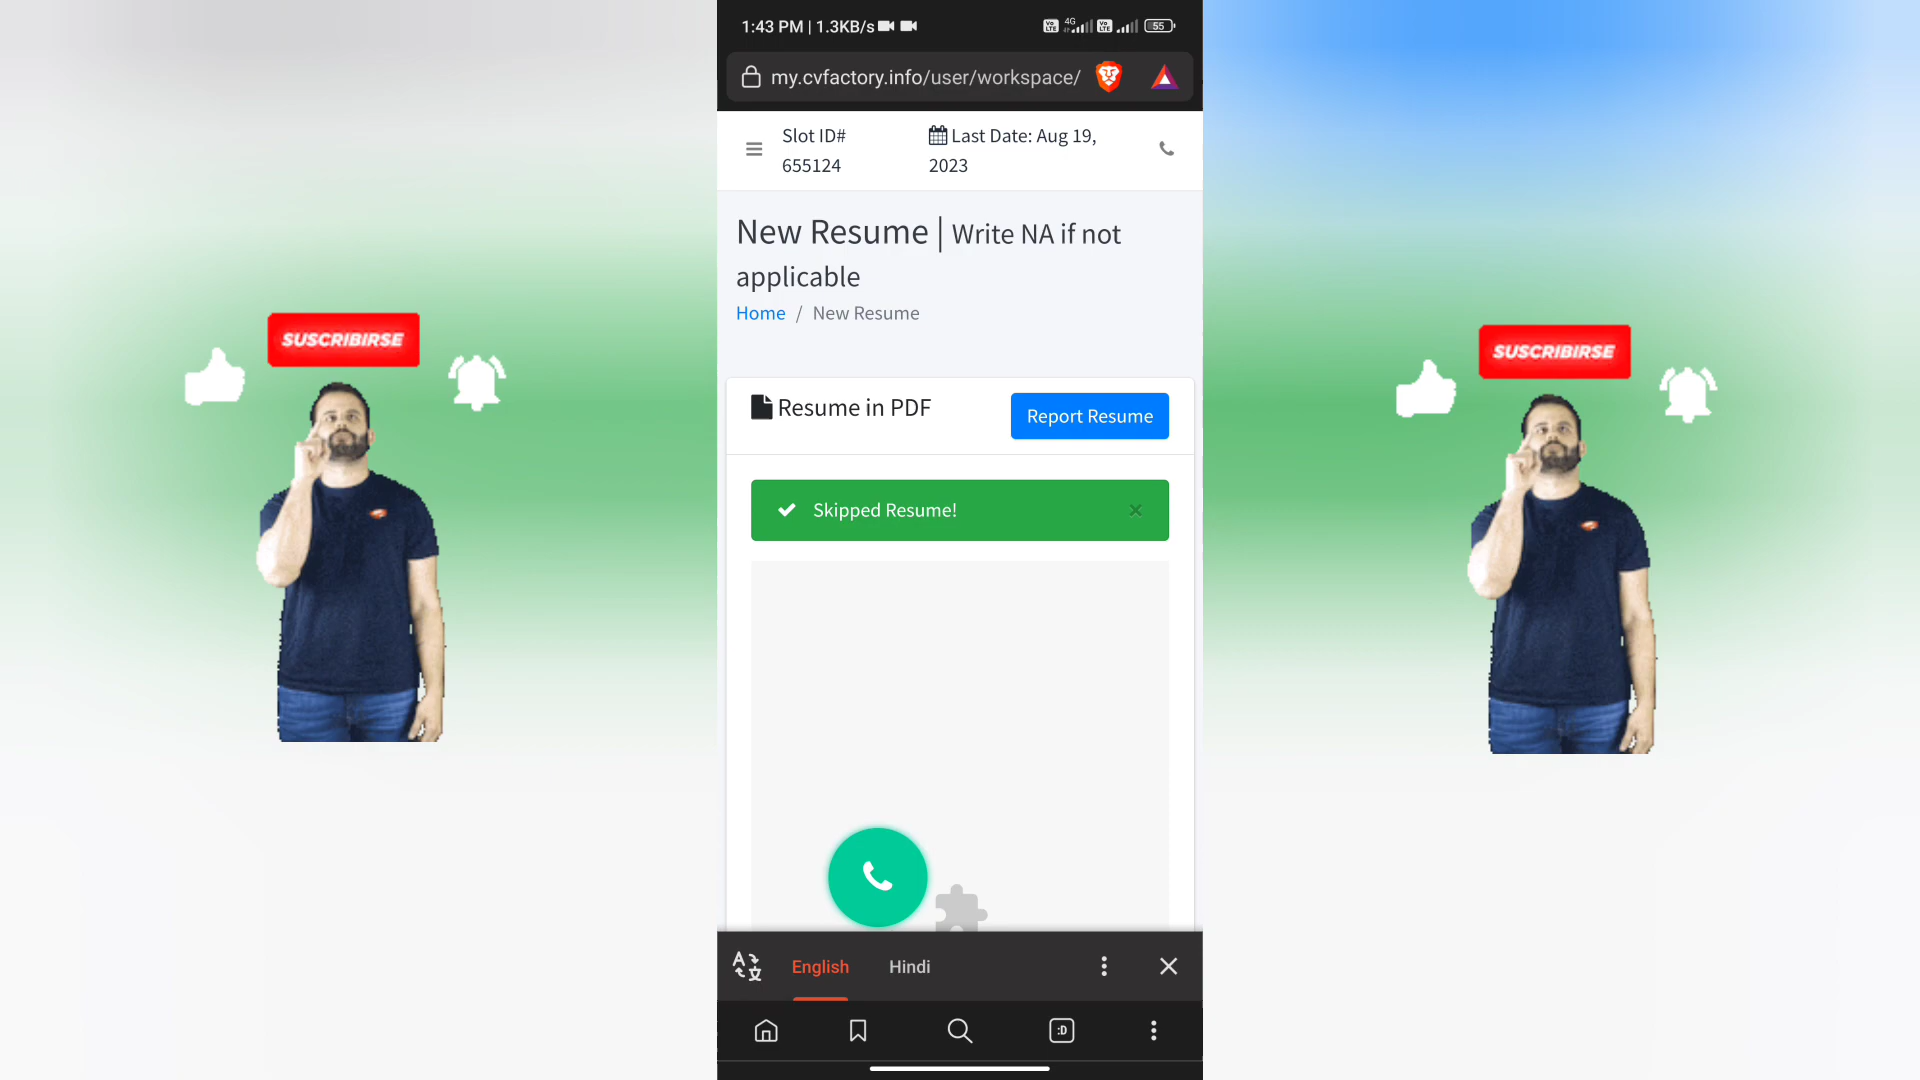 1:43 PM | 1.3KB/s
4G
55
my.cvfactory.info/user/workspace/
Slot ID#
655124
Last Date: Aug 19,
2023
New Resume | Write NA if not
applicable
Home / New Resume
Resume in PDF
Report Resume
Skipped Resume!
SUSCRIBIRSE
SUSCRIBIRSE
English
Hindi
:D